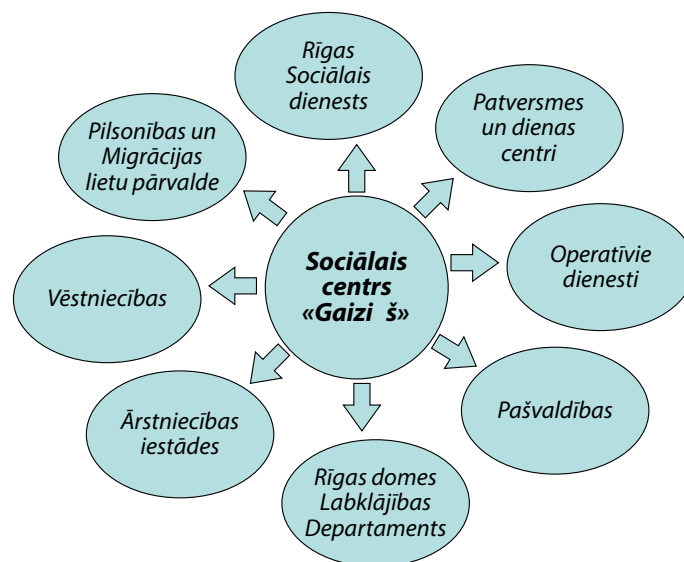 Rīgas
Sociālais
dienests
Patversmes
un dienas
centri
Pilsonības un
Migrācijas
lietu pārvalde
Operatīvie
dienesti
Sociālais
centrs
«Gaizi š»
Vēstniecības
Pašvaldības
Ārstniecības
iestādes
Rīgas domes
Labklājības
Departaments